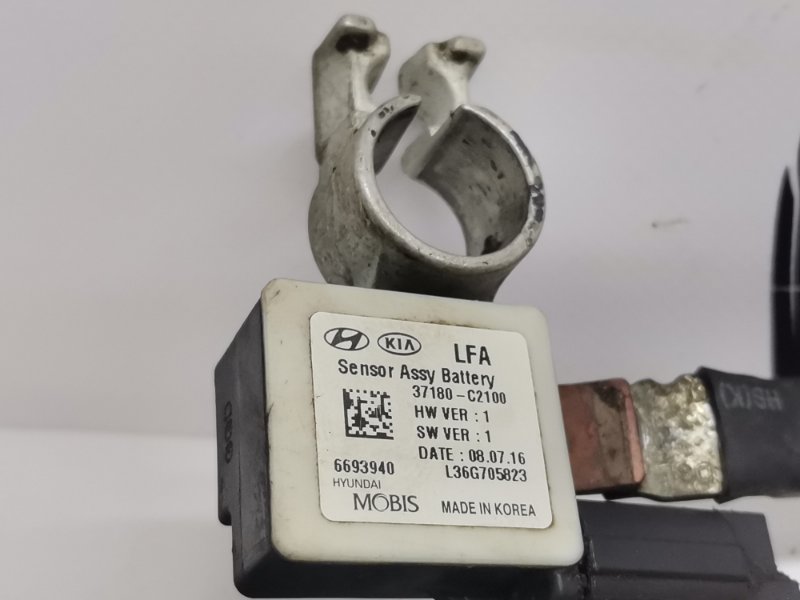 KIA LFA
Sensor Assy Battery
37180-C2100
HW VER : 1
SW VER : 1
DATE : 08.07.16
6693940 L36G705823
HYUNDAI
MOBIS MADE IN KOREA